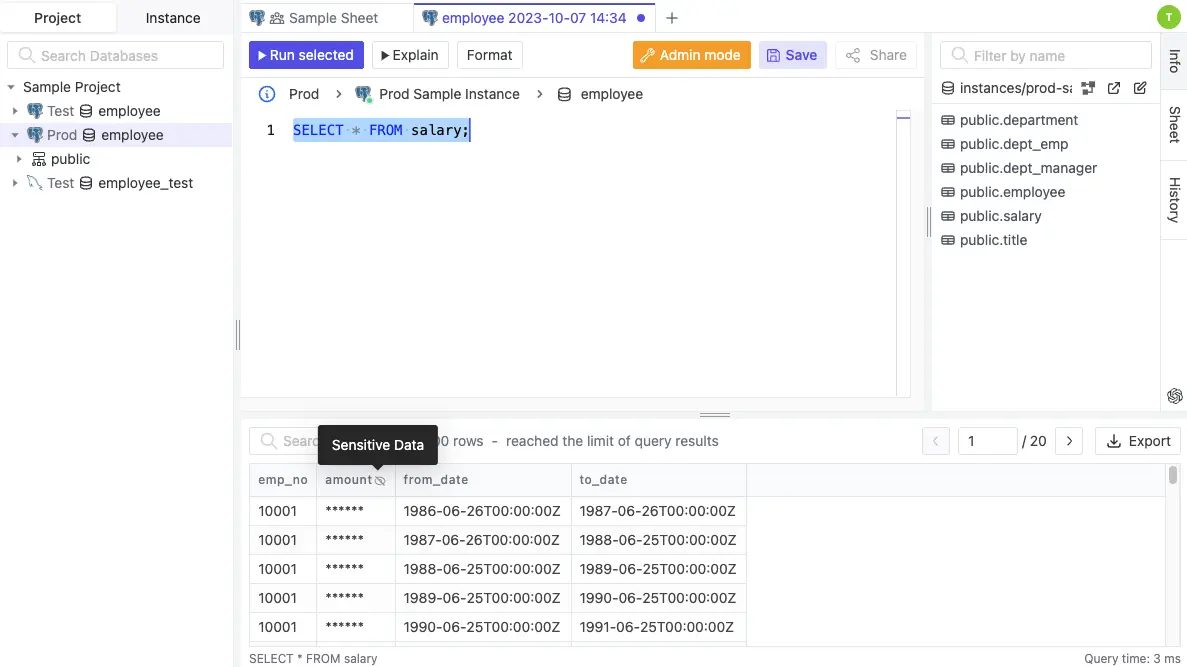 Project
Instance
Search Databases
Sample Project
Test employee
Prod employee
public
Test employee_test
Sample Sheet
employee 2023-10-07 14:34
Run selected
Explain
Format
Admin mode
Save
Share
Prod > Prod Sample Instance > employee
1 SELECT * FROM salary;
T
Filter by name
instances/prod-sa
public.department
public.dept_emp
public.dept_manager
public.employee
public.salary
public.title
Info
Sheet
History
Sensitive Data
rows - reached the limit of query results
1 / 20
Export
emp_no amount from_date to_date
10001 ****** 1986-06-26T00:00:00Z 1987-06-26T00:00:00Z
10001 ****** 1987-06-26T00:00:00Z 1988-06-25T00:00:00Z
10001 ****** 1988-06-25T00:00:00Z 1989-06-25T00:00:00Z
10001 ****** 1989-06-25T00:00:00Z 1990-06-25T00:00:00Z
10001 ****** 1990-06-25T00:00:00Z 1991-06-25T00:00:00Z
SELECT * FROM salary
Query time: 3 ms